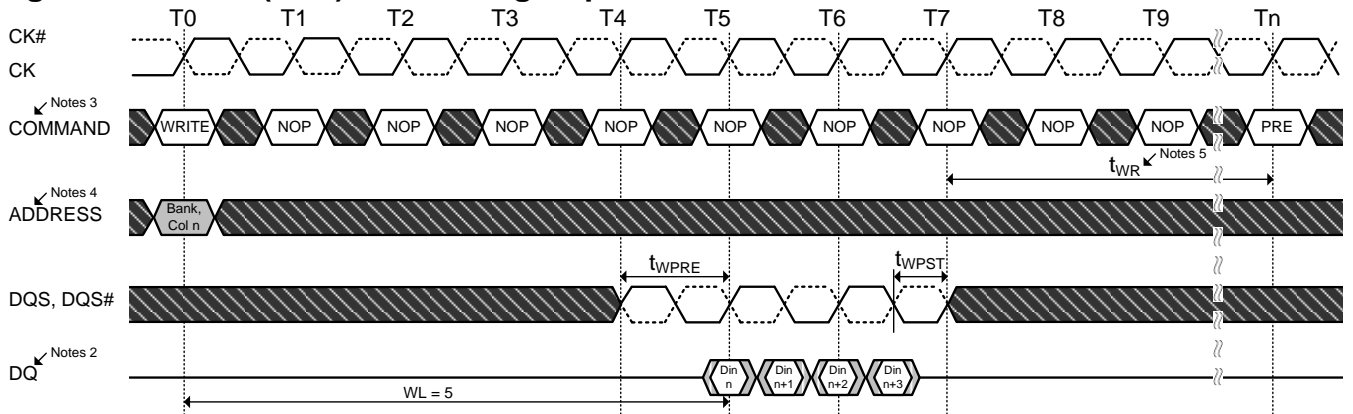 T0 T1 T2 T3 T4 T5 T6 T7 T8 T9 Tn
CK#
CK
Notes 3
COMMAND WRITE NOP NOP NOP NOP NOP NOP NOP NOP NOP PRE
tWR Notes 5
Notes 4
ADDRESS Bank,
Col n
tWPRE tWPST
DQS, DQS#
Notes 2
DQ Din
n Din
n+1 Din
n+2 Din
n+3
WL = 5